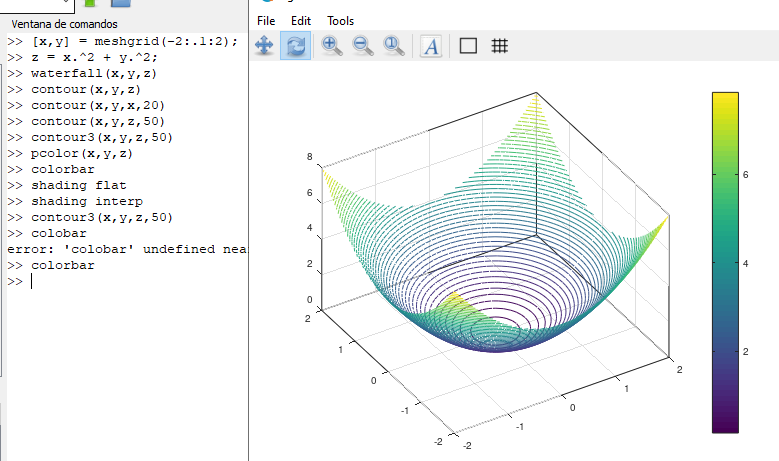 Ventana de comandos
>> [x,y] = meshgrid(-2:.1:2);
>> z = x.^2 + y.^2;
>> waterfall(x,y,z)
>> contour(x,y,z)
>> contour(x,y,x,20)
>> contour(x,y,z,50)
>> contour3(x,y,z,50)
>> pcolor(x,y,z)
>> colorbar
>> shading flat
>> shading interp
>> contour3(x,y,z,50)
>> colobar
error: 'colobar' undefined nea
>> colorbar
>>
File Edit Tools
A
8
6
4
2
0
2
1
0
-1
-2
-2
-1
0
1
2
6
4
2